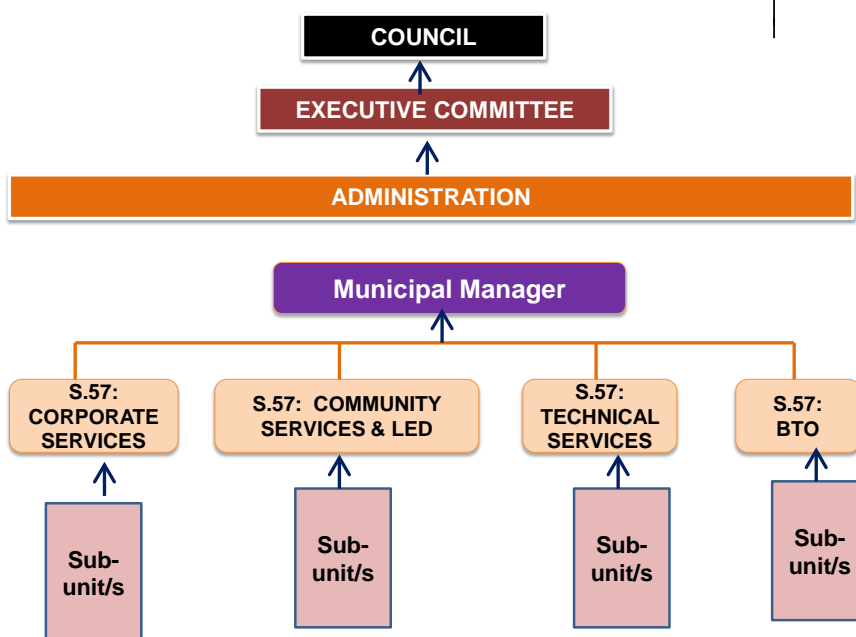 COUNCIL
EXECUTIVE COMMITTEE
ADMINISTRATION
Municipal Manager
S.57:
CORPORATE
SERVICES
S.57: COMMUNITY
SERVICES & LED
S.57:
TECHNICAL
SERVICES
S.57:
BTO
Sub-
unit/s
Sub-
unit/s
Sub-
unit/s
Sub-
unit/s